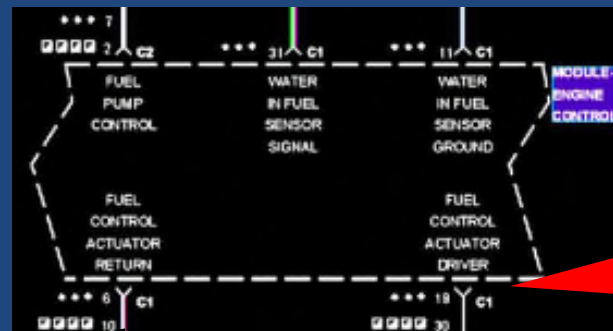 7
2 C2
31 C1
11 C1
FUEL
PUMP
CONTROL
WATER
IN FUEL
SENSOR
SIGNAL
WATER
IN FUEL
SENSOR
GROUND
MODULE-
ENGINE
CONTROL
FUEL
CONTROL
ACTUATOR
RETURN
FUEL
CONTROL
ACTUATOR
DRIVER
6 C1
10
19 C1
30